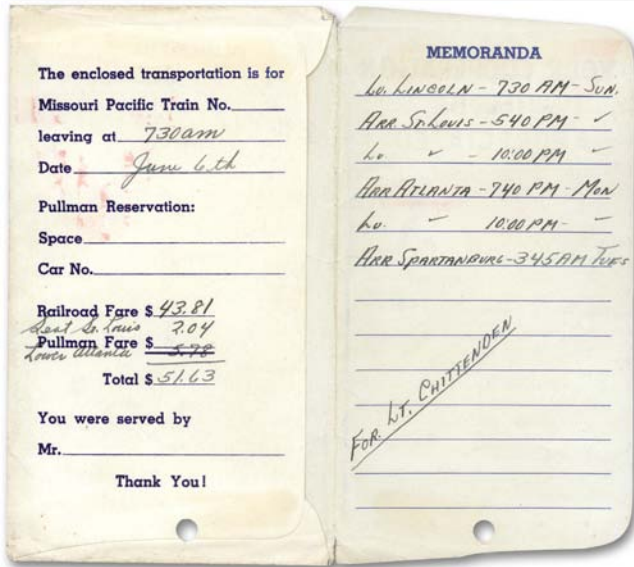 The enclosed transportation is for
Missouri Pacific Train No.
leaving at 730am
Date June 6th
Pullman Reservation:
Space
Car No.
Railroad Fare $ 43.81
Seat St. Louis 2.04
Pullman Fare $
Lower Atlanta 5.78
Total $ 51.63
You were served by
Mr.
Thank You!
MEMORANDA
Lv. LINCOLN - 730 AM - SUN.
ARR ST. LOUIS - 540 PM - ✓
Lv. ✓ - 10:00 PM - ✓
ARR ATLANTA - 740 PM - MON
Lv. ✓ 10:00 PM - ✓
ARR SPARTANBURG - 345 AM TUES
FOR LT. CHITTENDEN